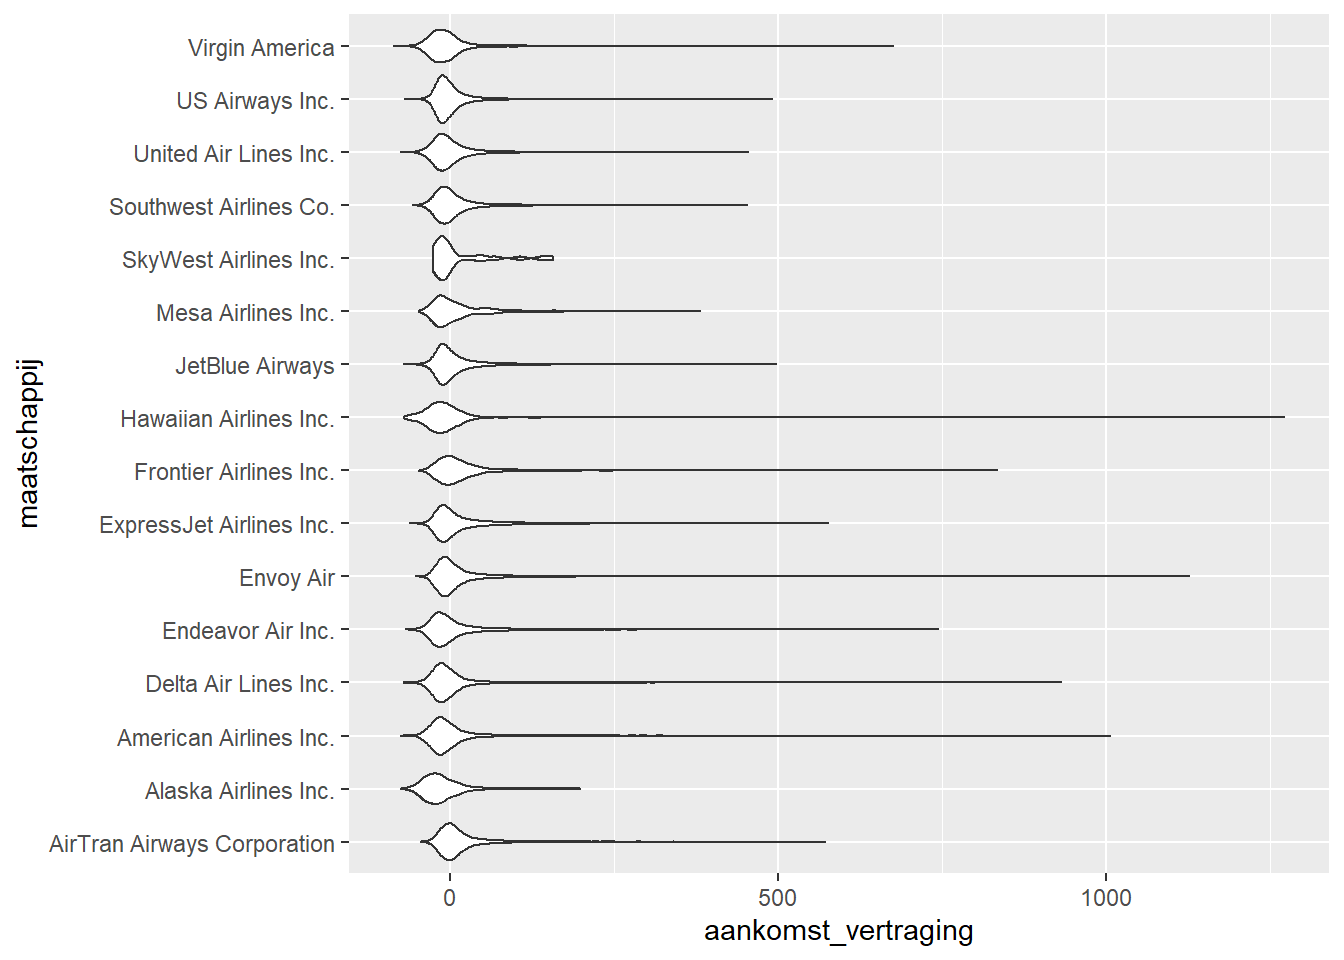 Virgin America
US Airways Inc.
United Air Lines Inc.
Southwest Airlines Co.
SkyWest Airlines Inc.
Mesa Airlines Inc.
JetBlue Airways
Hawaiian Airlines Inc.
Frontier Airlines Inc.
ExpressJet Airlines Inc.
Envoy Air
Endeavor Air Inc.
Delta Air Lines Inc.
American Airlines Inc.
Alaska Airlines Inc.
AirTran Airways Corporation
maatschappij
0 500 1000
aankomst_vertraging